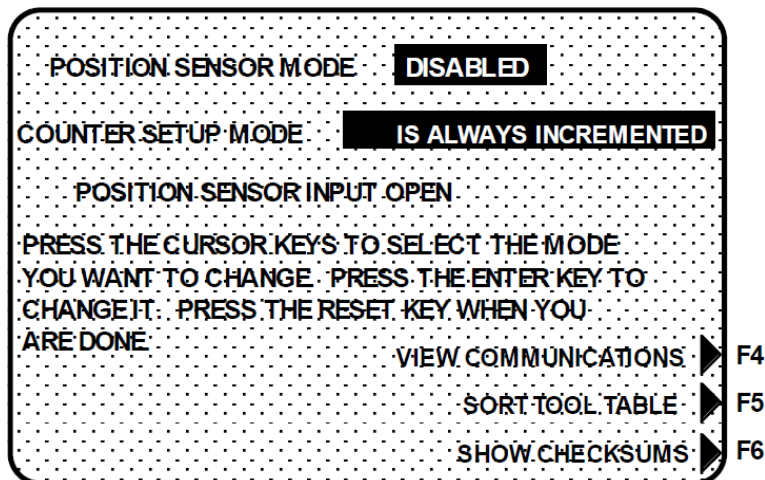 POSITION SENSOR MODE DISABLED
COUNTER SETUP MODE IS ALWAYS INCREMENTED
POSITION SENSOR INPUT OPEN
PRESS THE CURSOR KEYS TO SELECT THE MODE
YOU WANT TO CHANGE. PRESS THE ENTER KEY TO
CHANGE IT. PRESS THE RESET KEY WHEN YOU
ARE DONE
VIEW COMMUNICATIONS F4
SORT TOOL TABLE F5
SHOW CHECKSUMS F6